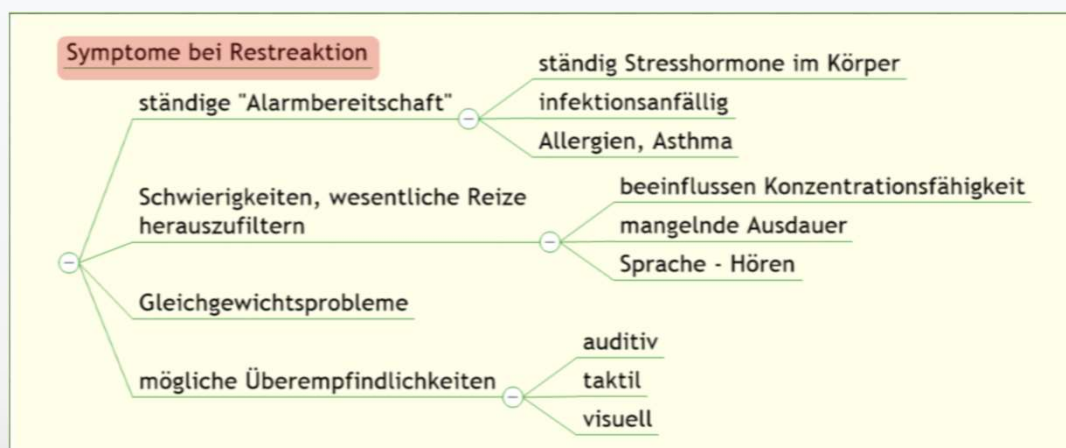 Symptome bei Restreaktion
ständige "Alarmbereitschaft"
ständig Stresshormone im Körper
infektionsanfällig
Allergien, Asthma
Schwierigkeiten, wesentliche Reize
herauszufiltern
beeinflussen Konzentrationsfähigkeit
mangelnde Ausdauer
Sprache - Hören
Gleichgewichtsprobleme
mögliche Überempfindlichkeiten
auditiv
taktil
visuell